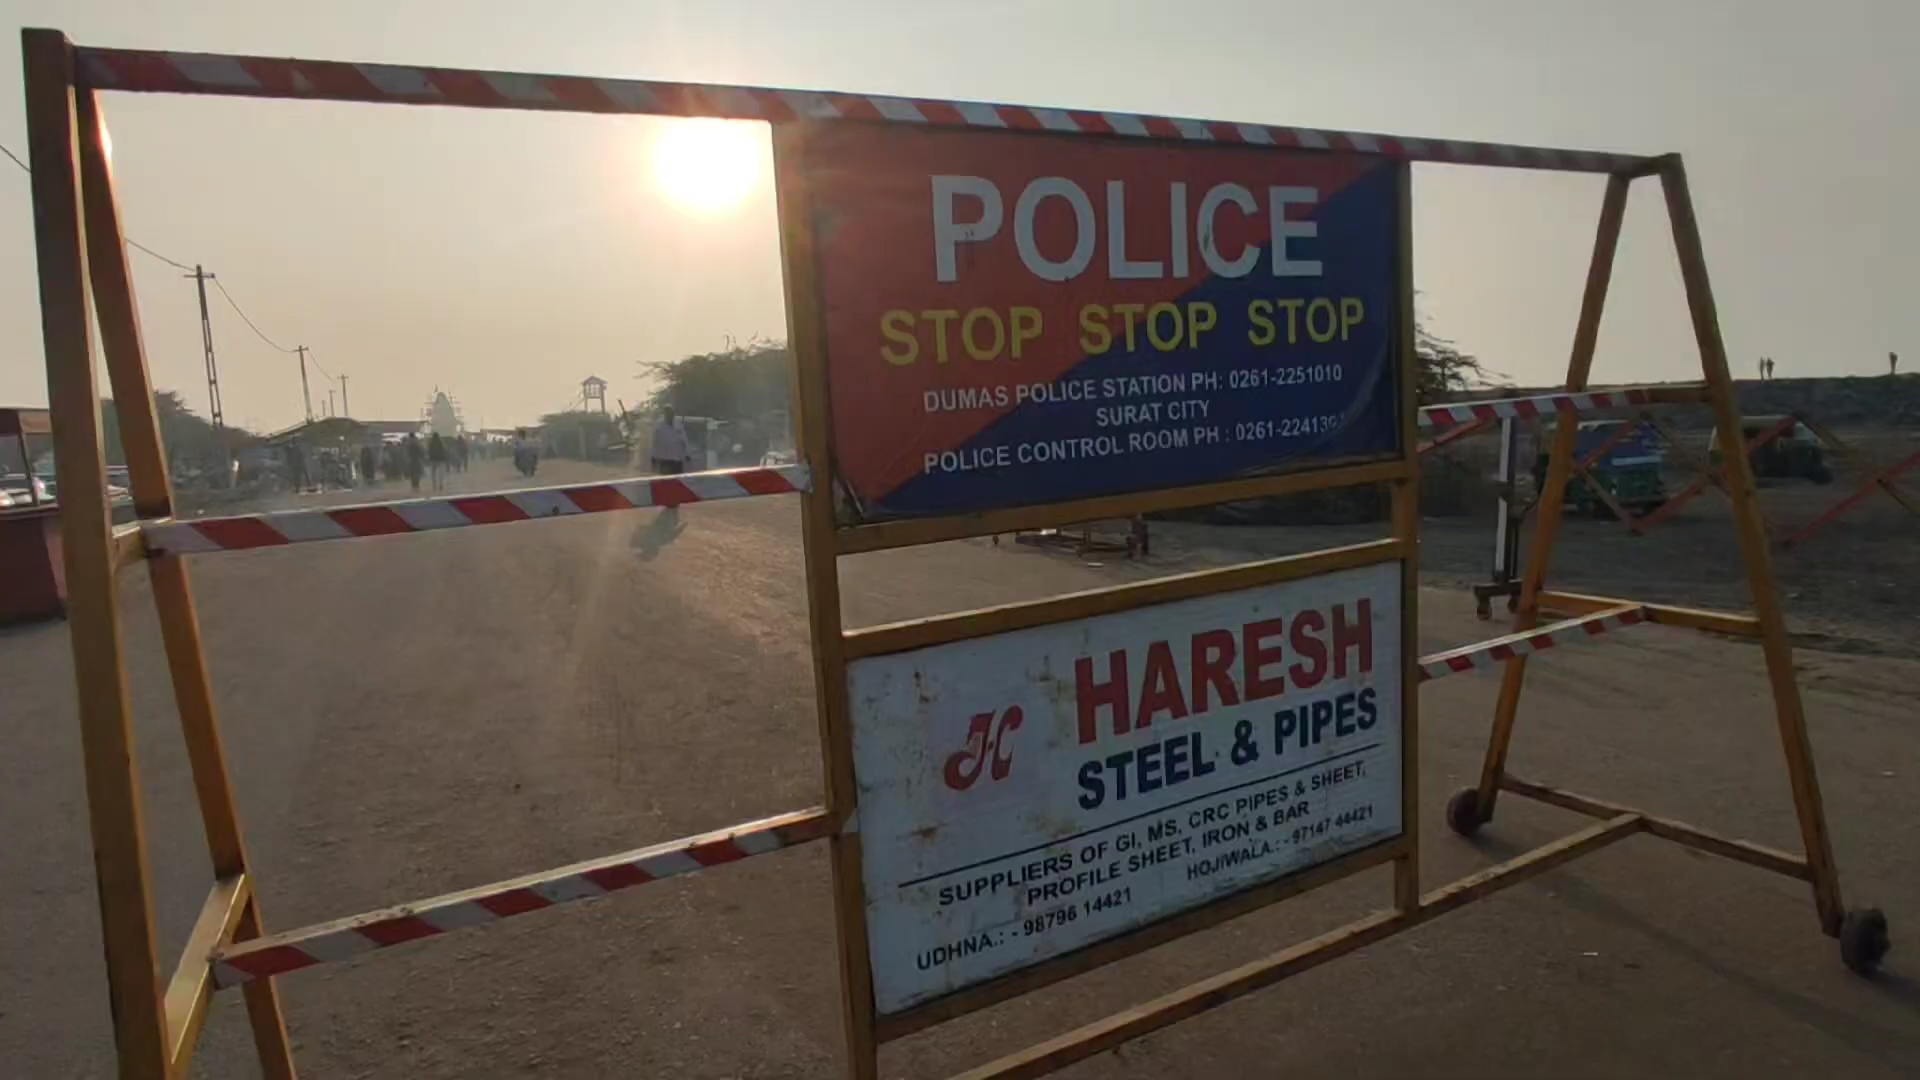 POLICE
STOP STOP STOP
DUMAS POLICE STATION PH: 0261-2251010
SURAT CITY
POLICE CONTROL ROOM PH : 
HARESH
STEEL & PIPES
SUPPLIERS OF GI, MS, CRC PIPES & SHEET,
PROFILE SHEET, IRON & BAR
UDHNA.: - 98796 14421
HOJIWALA.: - 97147 44421